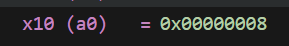 x10 (a0) = 0x00000008